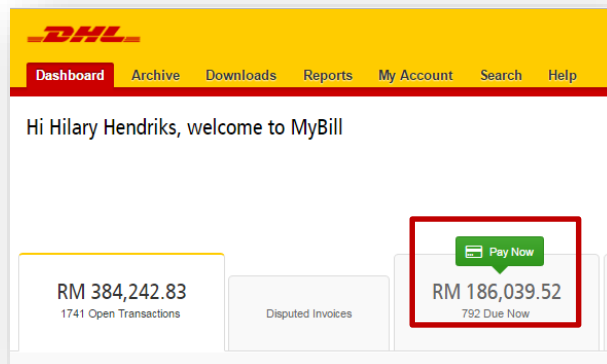 DHL
Dashboard Archive Downloads Reports My Account Search Help
Hi Hilary Hendriks, welcome to MyBill
Pay Now
RM 384,242.83
1741 Open Transactions
Disputed Invoices
RM 186,039.52
792 Due Now